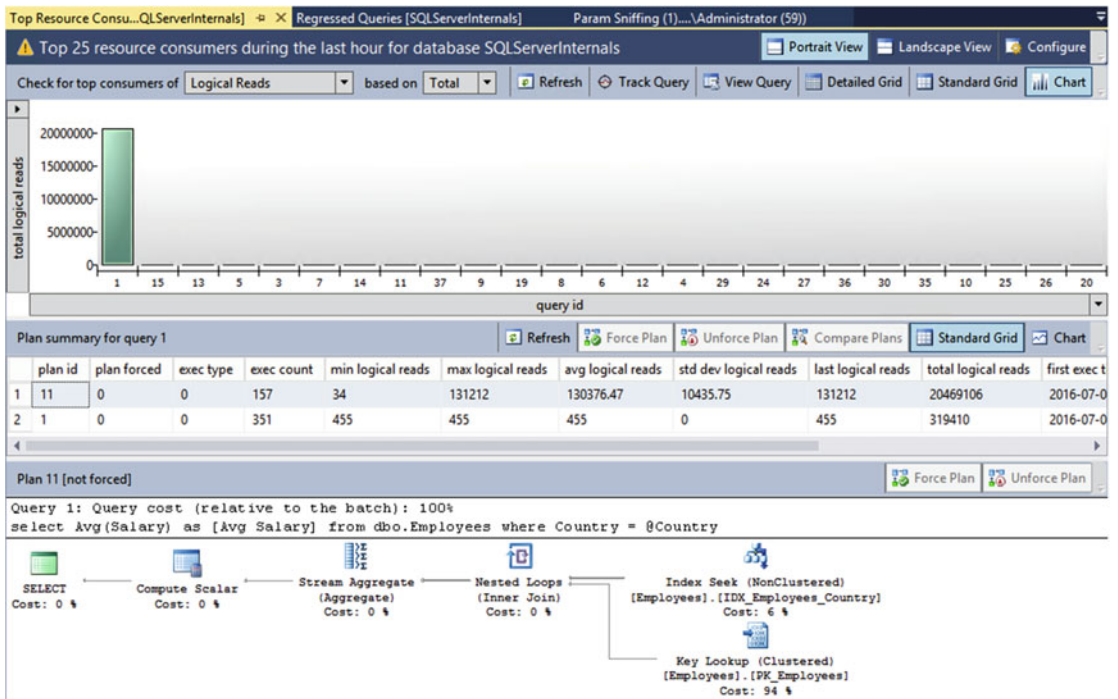 Top Resource Consu...QLServerInternals] Regressed Queries [SQLServerInternals] Param Sniffing (1)....\Administrator (59))
Top 25 resource consumers during the last hour for database SQLServerInternals Portrait View Landscape View Configure
Check for top consumers of Logical Reads based on Total Refresh Track Query View Query Detailed Grid Standard Grid Chart
total logical reads
20000000
15000000
10000000
5000000
0
1 15 13 5 3 7 14 11 37 9 19 8 6 12 4 29 24 27 36 30 35 10 25 26 20
query id
Plan summary for query 1 Refresh Force Plan Unforce Plan Compare Plans Standard Grid Chart
plan id plan forced exec type exec count min logical reads max logical reads avg logical reads std dev logical reads last logical reads total logical reads first exec t
1 11 0 0 157 34 131212 130376.47 10435.75 131212 20469106 2016-07-0
2 1 0 0 351 455 455 455 0 455 319410 2016-07-0
Plan 11 [not forced] Force Plan Unforce Plan
Query 1: Query cost (relative to the batch): 100%
select Avg(Salary) as [Avg Salary] from dbo.Employees where Country = @Country
SELECT
Cost: 0 %
Compute Scalar
Cost: 0 %
Stream Aggregate
(Aggregate)
Cost: 0 %
Nested Loops
(Inner Join)
Cost: 0 %
Index Seek (NonClustered)
[Employees].[IDX_Employees_Country]
Cost: 6 %
Key Lookup (Clustered)
[Employees].[PK_Employees]
Cost: 94 %